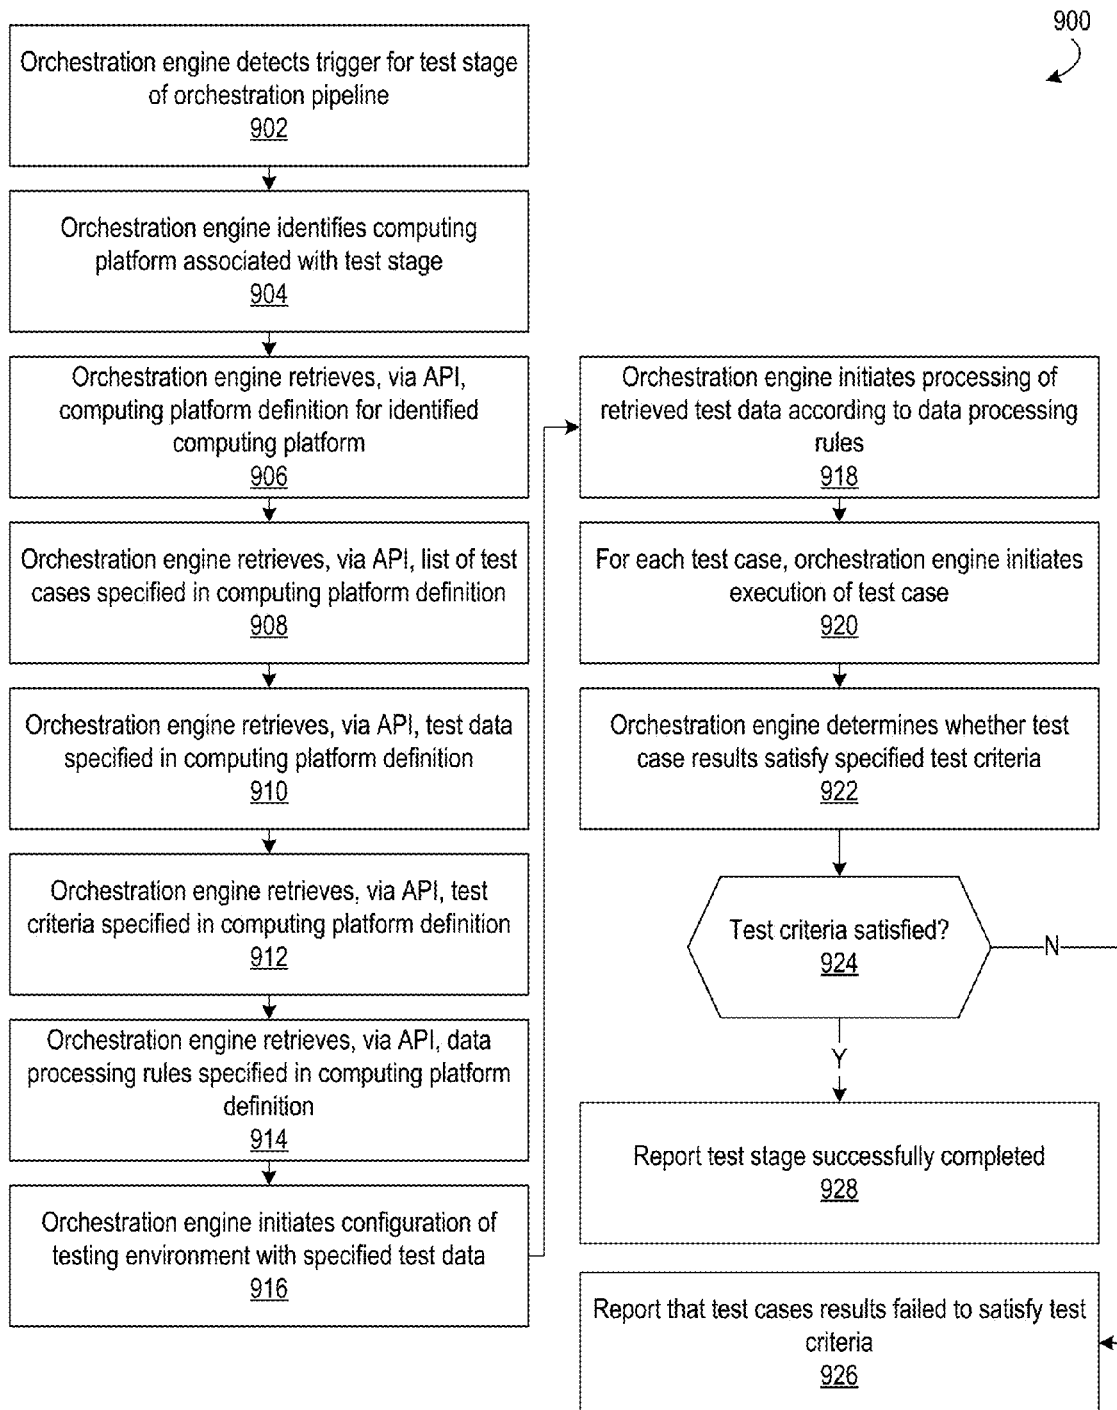 900
Orchestration engine detects trigger for test stage
of orchestration pipeline
902
Orchestration engine identifies computing
platform associated with test stage
904
Orchestration engine retrieves, via API,
computing platform definition for identified
computing platform
906
Orchestration engine retrieves, via API, list of test
cases specified in computing platform definition
908
Orchestration engine retrieves, via API, test data
specified in computing platform definition
910
Orchestration engine retrieves, via API, test
criteria specified in computing platform definition
912
Orchestration engine retrieves, via API, data
processing rules specified in computing platform
definition
914
Orchestration engine initiates configuration of
testing environment with specified test data
916
Orchestration engine initiates processing of
retrieved test data according to data processing
rules
918
For each test case, orchestration engine initiates
execution of test case
920
Orchestration engine determines whether test
case results satisfy specified test criteria
922
Test criteria satisfied?
924
N
Y
Report test stage successfully completed
928
Report that test cases results failed to satisfy test
criteria
926